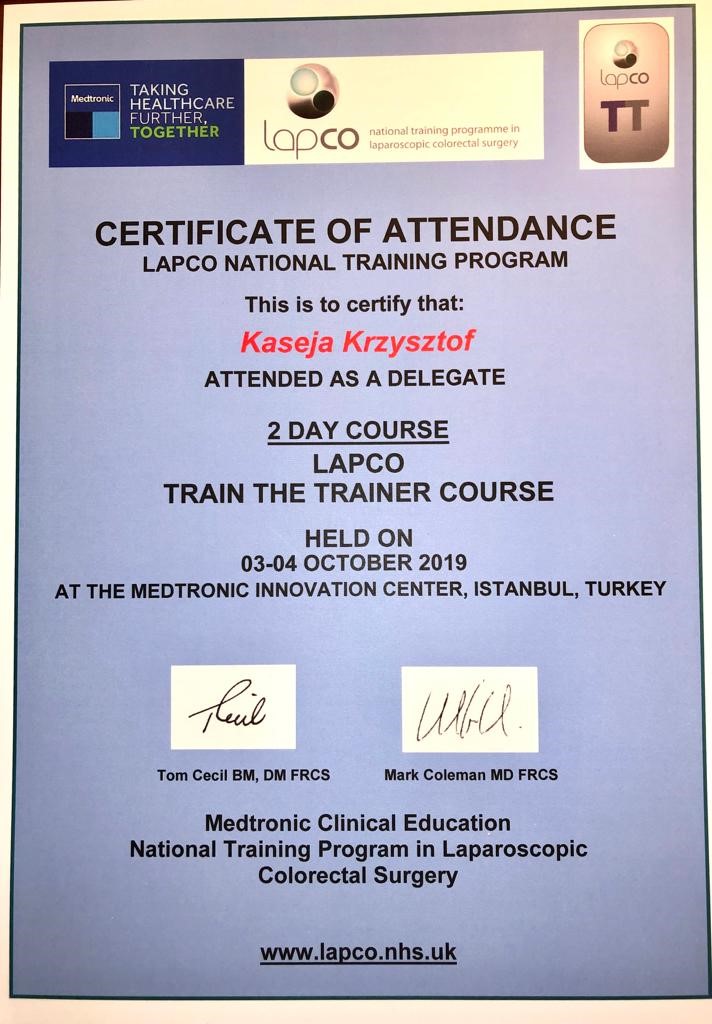 Medtronic
TAKING
HEALTHCARE
FURTHER,
TOGETHER
lapco
national training programme in
laparoscopic colorectal surgery
lapco
TT
CERTIFICATE OF ATTENDANCE
LAPCO NATIONAL TRAINING PROGRAM
This is to certify that:
Kaseja Krzysztof
ATTENDED AS A DELEGATE
2 DAY COURSE
LAPCO
TRAIN THE TRAINER COURSE
HELD ON
03-04 OCTOBER 2019
AT THE MEDTRONIC INNOVATION CENTER, ISTANBUL, TURKEY
Tom Cecil BM, DM FRCS
Mark Coleman MD FRCS
Medtronic Clinical Education
National Training Program in Laparoscopic
Colorectal Surgery
www.lapco.nhs.uk